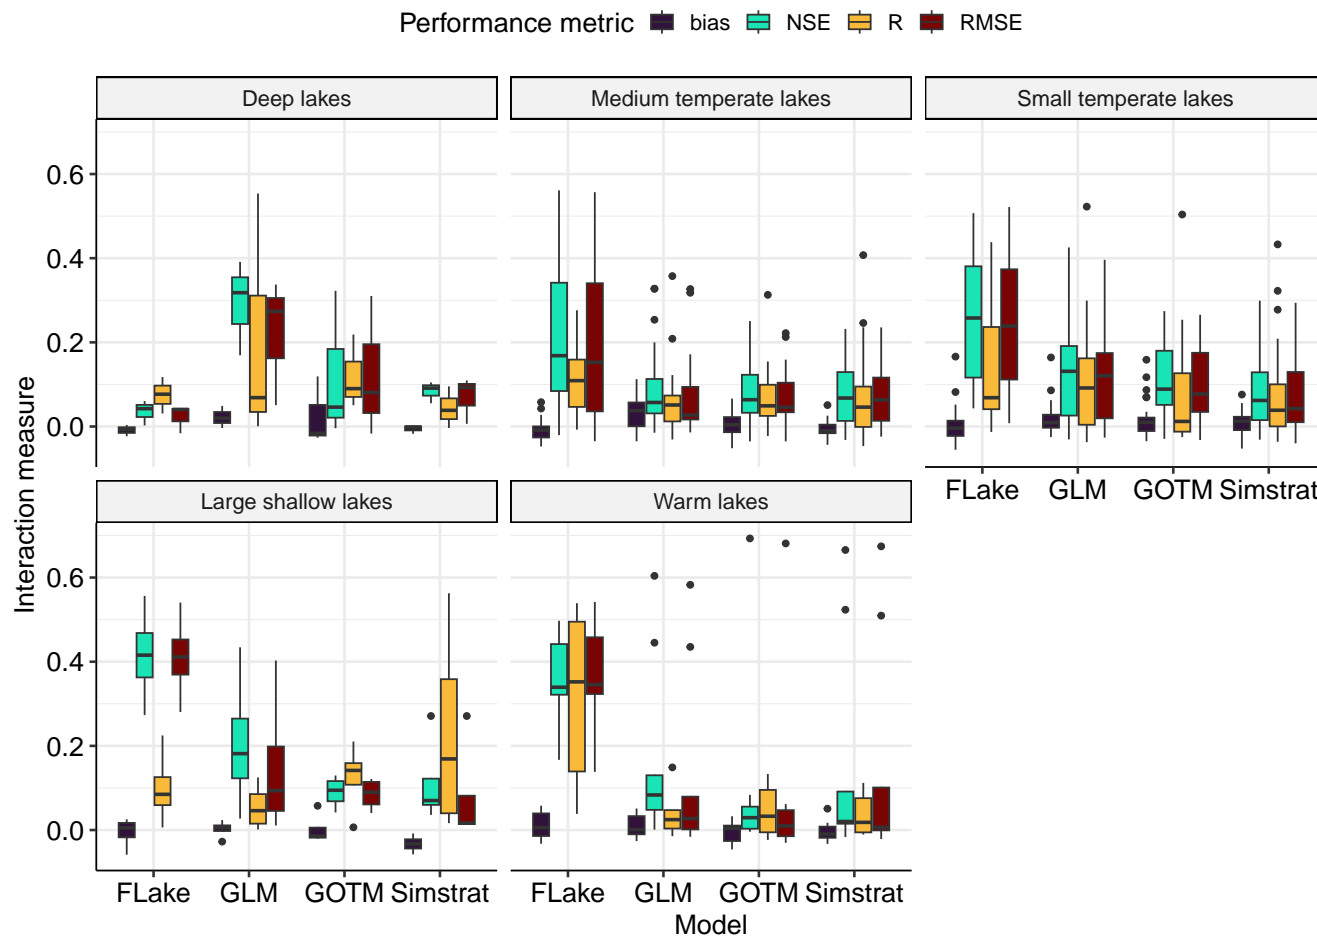 Performance metric bias NSE R RMSE
Deep lakes Medium temperate lakes Small temperate lakes
0.6
0.4
0.2
0.0
FLake GLM GOTM Simstrat
Large shallow lakes Warm lakes
0.6
0.4
0.2
0.0
FLake GLM GOTM Simstrat FLake GLM GOTM Simstrat
Model
Interaction measure